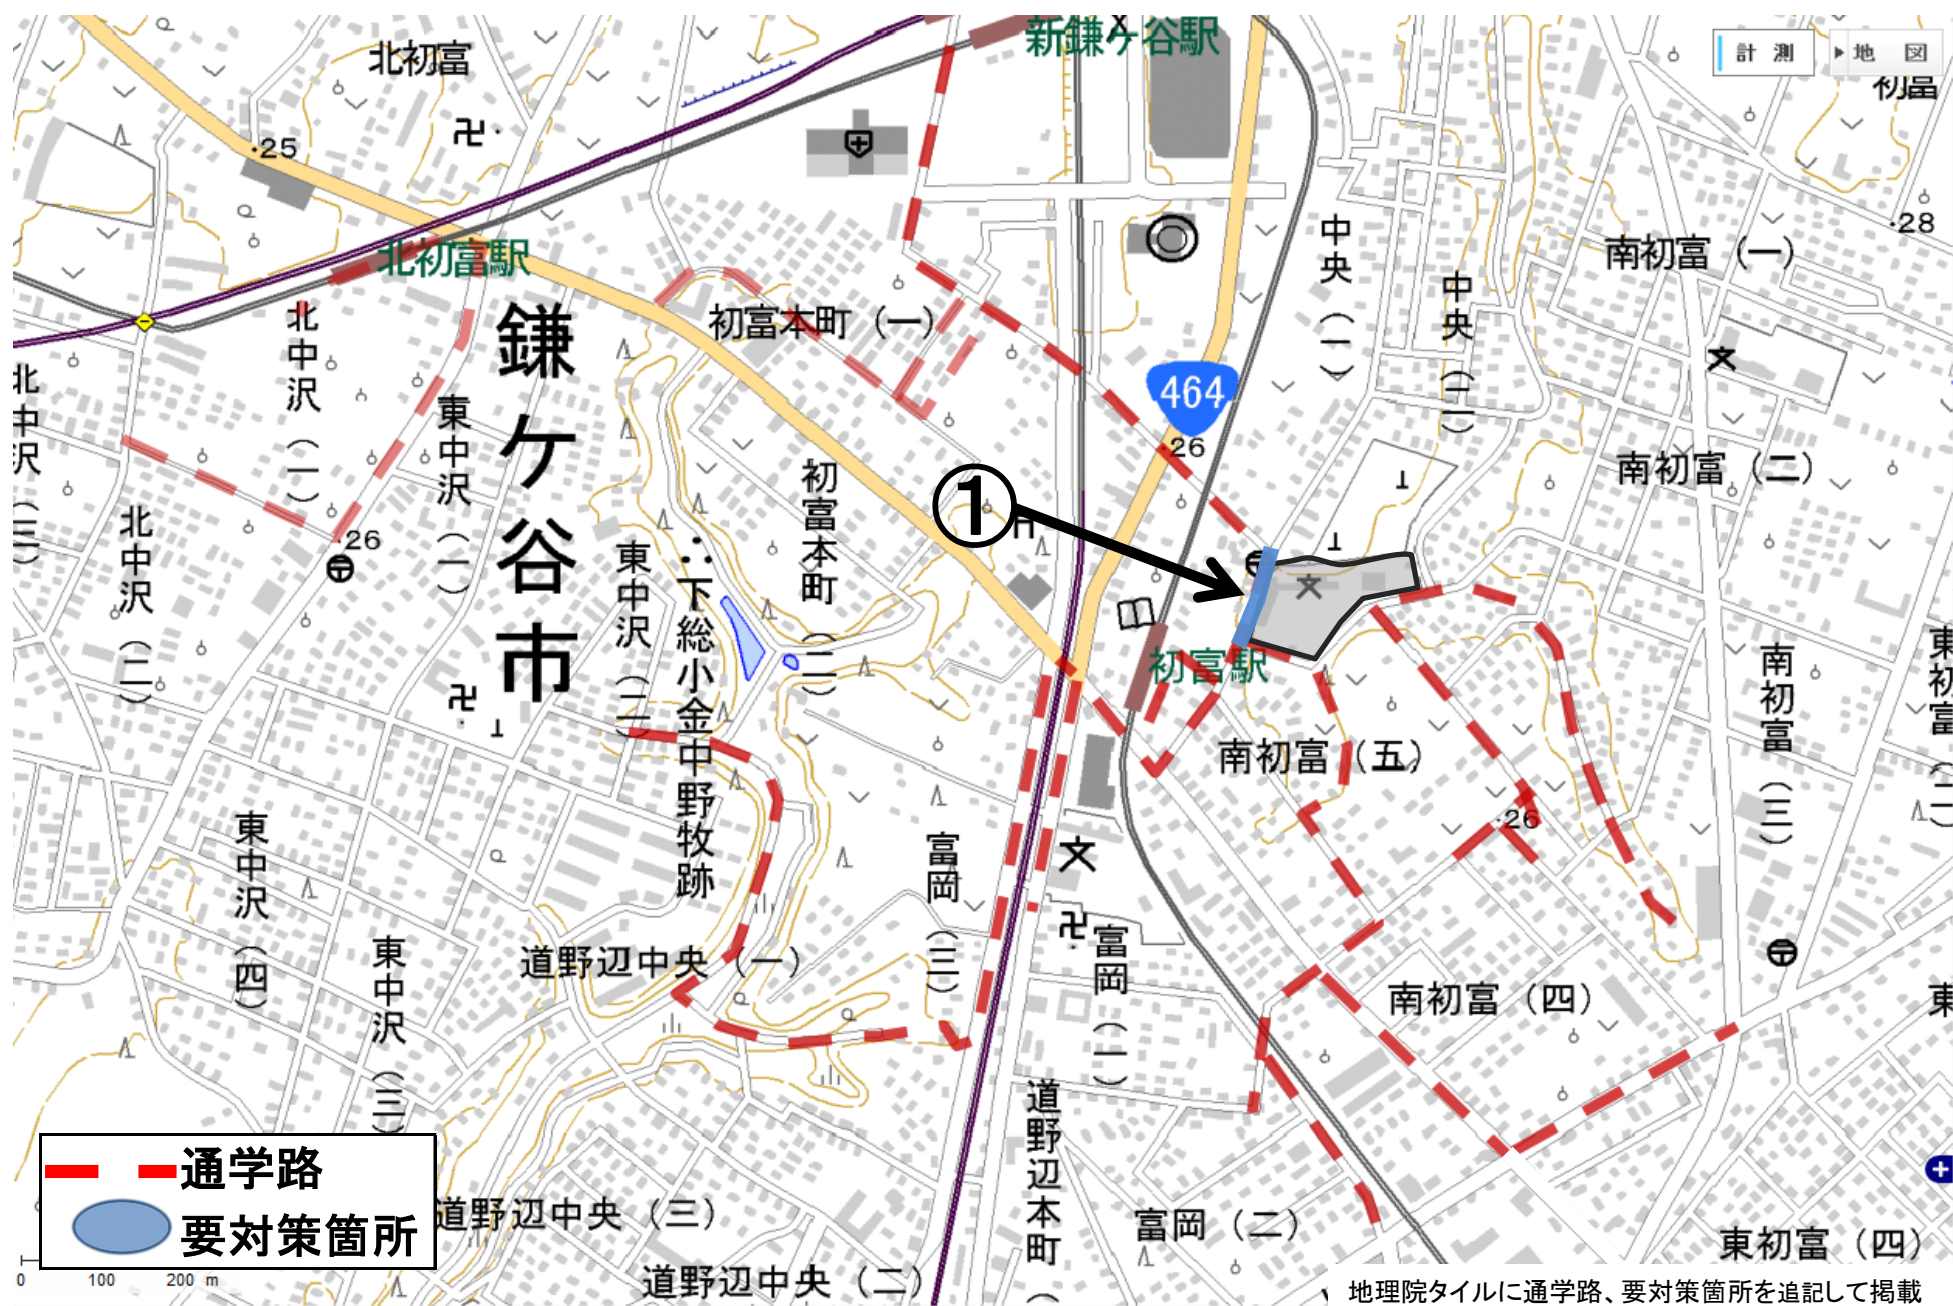 新鎌ケ谷駅
計 測
地 図
初富
北初富
・25
・28
中央（一）
中央（二）
南初富（一）
北初富駅
北中沢（一）
鎌ケ谷市
初富本町（一）
464
・26
北中沢（三）
東中沢（一）
南初富（二）
初富本町（二）
①
北中沢（二）
・26
東中沢（二）
∴下総小金中野牧跡
初富駅
南初富（三）
東初富（二）
南初富（五）
・26
東中沢（四）
富岡（三）
東中沢（三）
道野辺中央（一）
富岡（一）
南初富（四）
東
道野辺本町（
通学路
要対策箇所
道野辺中央（三）
富岡（二）
東初富（四）
道野辺中央（二）
0 100 200 m
地理院タイルに通学路、要対策箇所を追記して掲載